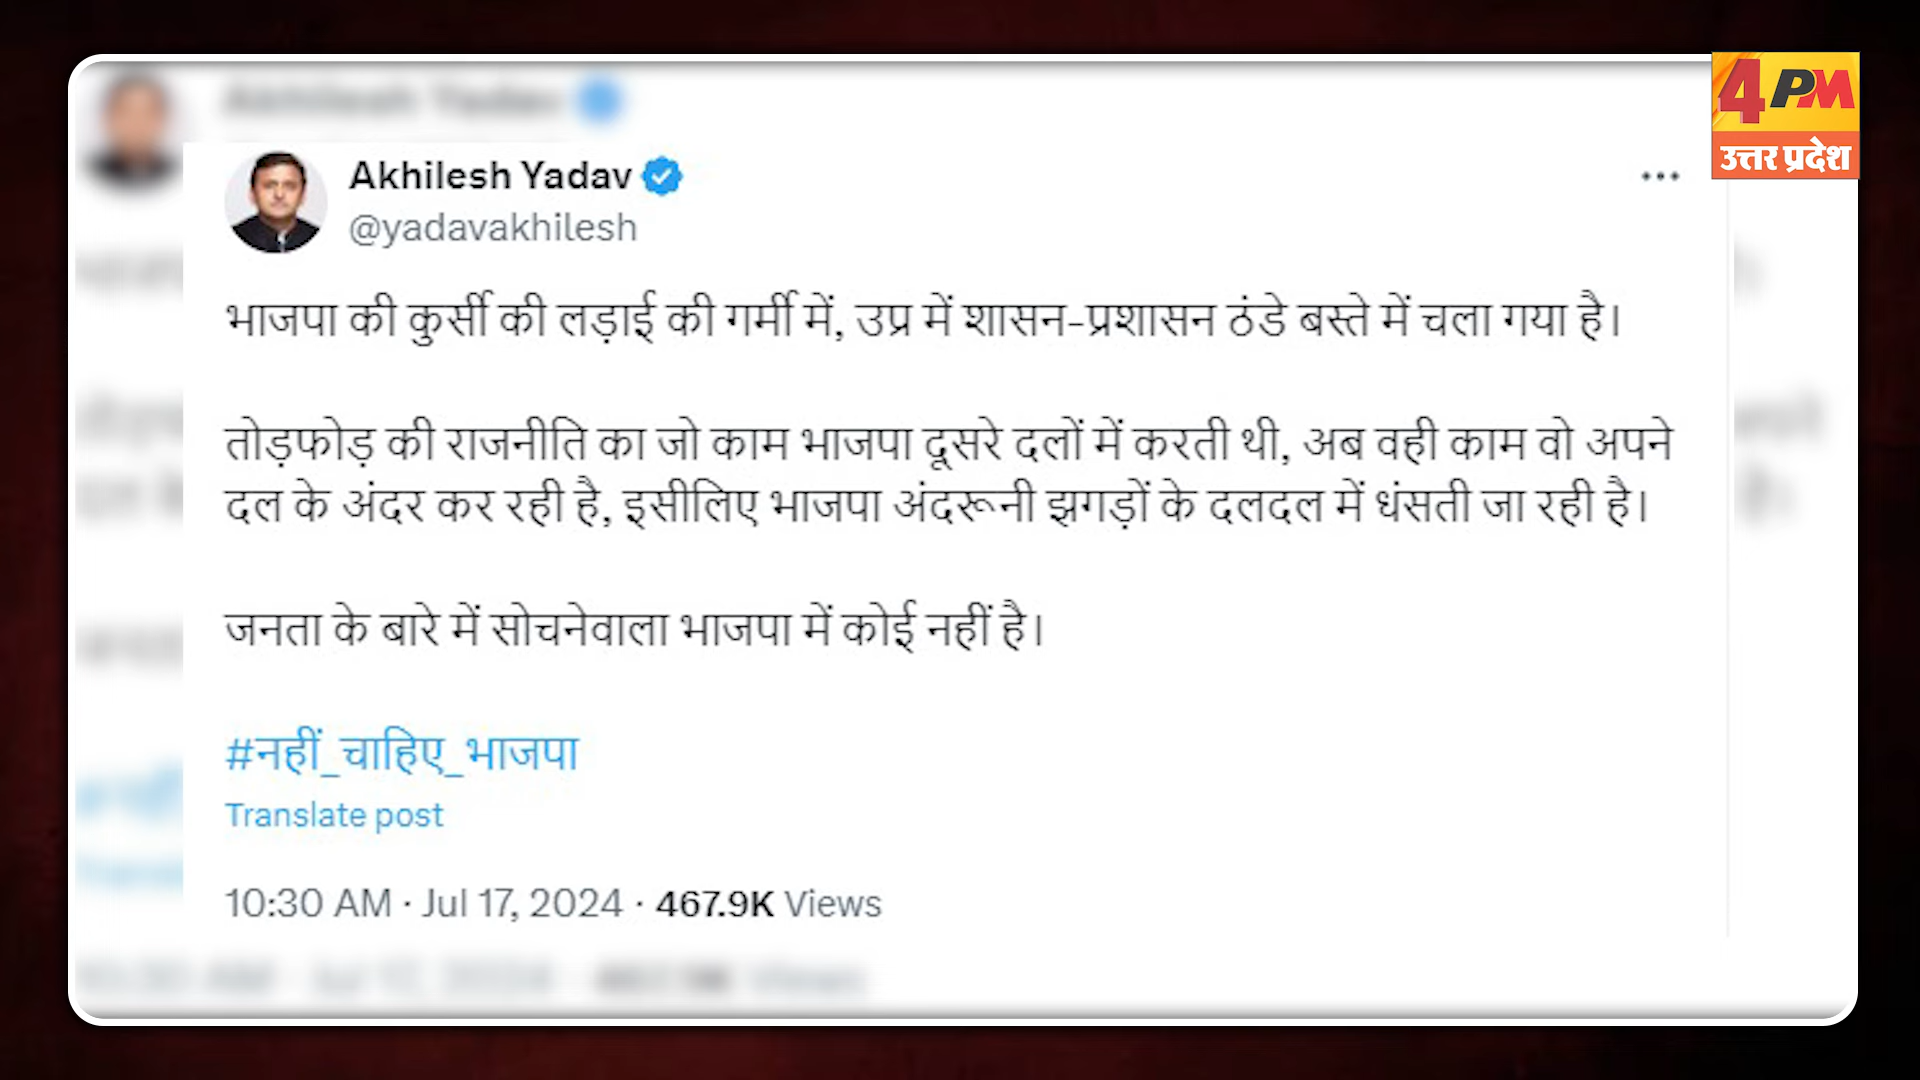 4PM
उत्तर प्रदेश
Akhilesh Yadav
@yadavakhilesh
भाजपा की कुर्सी की लड़ाई की गर्मी में, उप्र में शासन-प्रशासन ठंडे बस्ते में चला गया है।
तोड़फोड़ की राजनीति का जो काम भाजपा दूसरे दलों में करती थी, अब वही काम वो अपने
दल के अंदर कर रही है, इसीलिए भाजपा अंदरूनी झगड़ों के दलदल में धंसती जा रही है।
जनता के बारे में सोचनेवाला भाजपा में कोई नहीं है।
#नहीं_चाहिए_भाजपा
Translate post
10:30 AM · Jul 17, 2024 · 467.9K Views